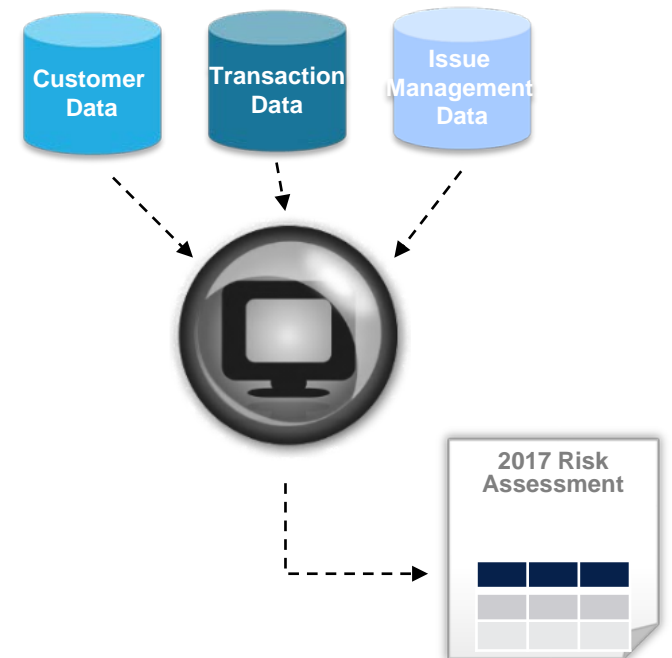 Customer
Data
Transaction
Data
Issue
Management
Data
2017 Risk
Assessment